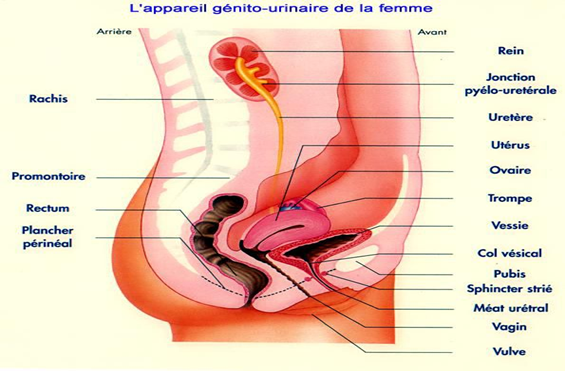 L'appareil génito-urinaire de la femme
Arrière
Avant
Rachis
Promontoire
Rectum
Plancher
périnéal
Rein
Jonction
pyélo-uretérale
Uretère
Utérus
Ovaire
Trompe
Vessie
Col vésical
Pubis
Sphincter strié
Méat urétral
Vagin
Vulve